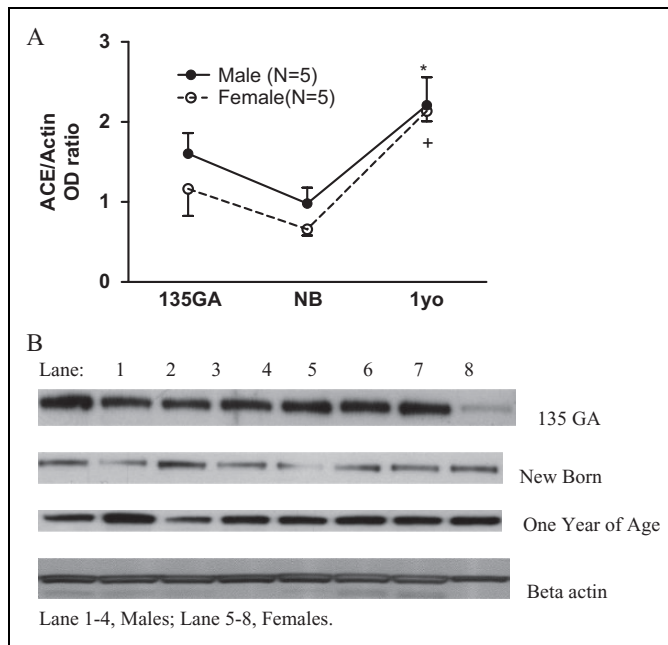 A
3
Male (N=5)
Female(N=5)
*
2
+
1
0
ACE/Actin
OD ratio
135GA NB 1yo
B
Lane: 1 2 3 4 5 6 7 8
135 GA
New Born
One Year of Age
Beta actin
Lane 1-4, Males; Lane 5-8, Females.